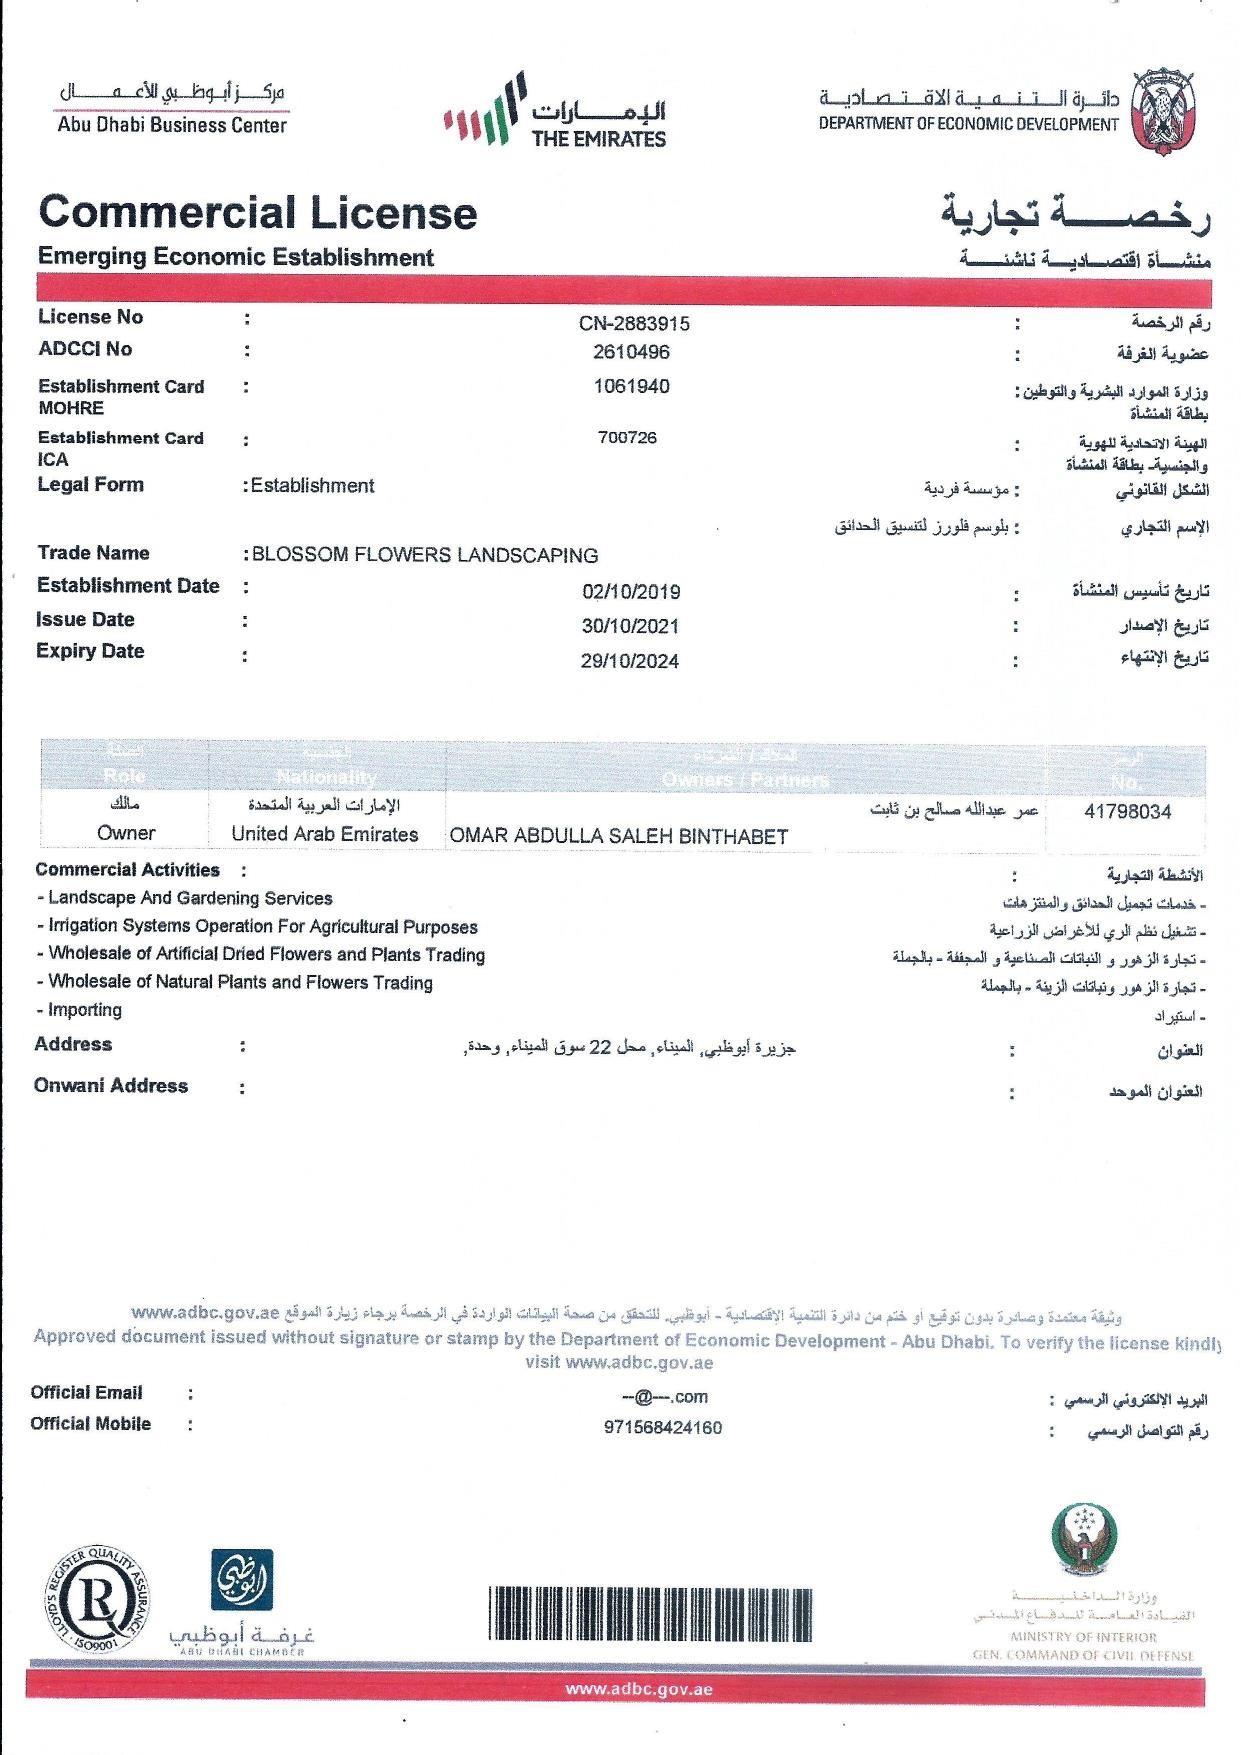 مركز أبوظبي للأعمال
Abu Dhabi Business Center
الإمارات
THE EMIRATES
دائرة التنمية الاقتصادية
DEPARTMENT OF ECONOMIC DEVELOPMENT
Commercial License
رخصة تجارية
Emerging Economic Establishment
منشأة اقتصادية ناشئة
License No : CN-2883915 : رقم الرخصة
ADCCI No : 2610496 : عضوية الغرفة
Establishment Card : 1061940 وزارة الموارد البشرية والتوطين:
MOHRE بطاقة المنشأة
Establishment Card : 700726 : الهيئة الاتحادية للهوية
ICA والجنسية- بطاقة المنشأة
Legal Form :Establishment مؤسسة فردية : الشكل القانوني
بلوسم فلورز لتنسيق الحدائق : الإسم التجاري
Trade Name :BLOSSOM FLOWERS LANDSCAPING
Establishment Date : 02/10/2019 : تاريخ تأسيس المنشأة
Issue Date : 30/10/2021 : تاريخ الإصدار
Expiry Date : 29/10/2024 : تاريخ الإنتهاء
الصفة الجنسية الملاك / الشركاء الرمز
Role Nationality Owners / Partners No.
مالك الإمارات العربية المتحدة عمر عبدالله صالح بن ثابت 41798034
Owner United Arab Emirates OMAR ABDULLA SALEH BINTHABET
Commercial Activities : : الأنشطة التجارية
- Landscape And Gardening Services
- خدمات تجميل الحدائق والمنتزهات
- Irrigation Systems Operation For Agricultural Purposes
- تشغيل نظم الري للأغراض الزراعية
- Wholesale of Artificial Dried Flowers and Plants Trading
- تجارة الزهور و النباتات الصناعية و المجففة - بالجملة
- Wholesale of Natural Plants and Flowers Trading
- تجارة الزهور ونباتات الزينة - بالجملة
- Importing
- استيراد
Address : جزيرة أبوظبي, الميناء, محل 22 سوق الميناء, وحدة, : العنوان
Onwani Address : : العنوان الموحد
وثيقة معتمدة وصادرة بدون توقيع أو ختم من دائرة التنمية الإقتصادية - أبوظبي. للتحقق من صحة البيانات الواردة في الرخصة برجاء زيارة الموقع www.adbc.gov.ae
Approved document issued without signature or stamp by the Department of Economic Development - Abu Dhabi. To verify the license kindly
visit www.adbc.gov.ae
Official Email : --@---.com : البريد الإلكتروني الرسمي
Official Mobile : 971568424160 : رقم التواصل الرسمي
LLOYD'S REGISTER QUALITY ASSURANCE
LR
ISO9001
أبوظبي
غرفة أبوظبي
ABU DHABI CHAMBER
وزارة الداخلية
القيادة العامة للدفاع المدني
MINISTRY OF INTERIOR
GEN. COMMAND OF CIVIL DEFENSE
www.adbc.gov.ae